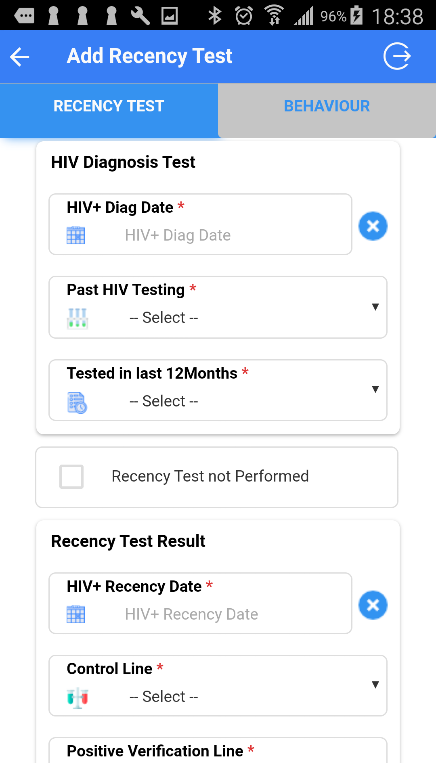 96% 18:38
Add Recency Test
RECENCY TEST BEHAVIOUR
HIV Diagnosis Test
HIV+ Diag Date *
HIV+ Diag Date
Past HIV Testing *
-- Select --
Tested in last 12Months *
-- Select --
Recency Test not Performed
Recency Test Result
HIV+ Recency Date *
HIV+ Recency Date
Control Line *
-- Select --
Positive Verification Line *